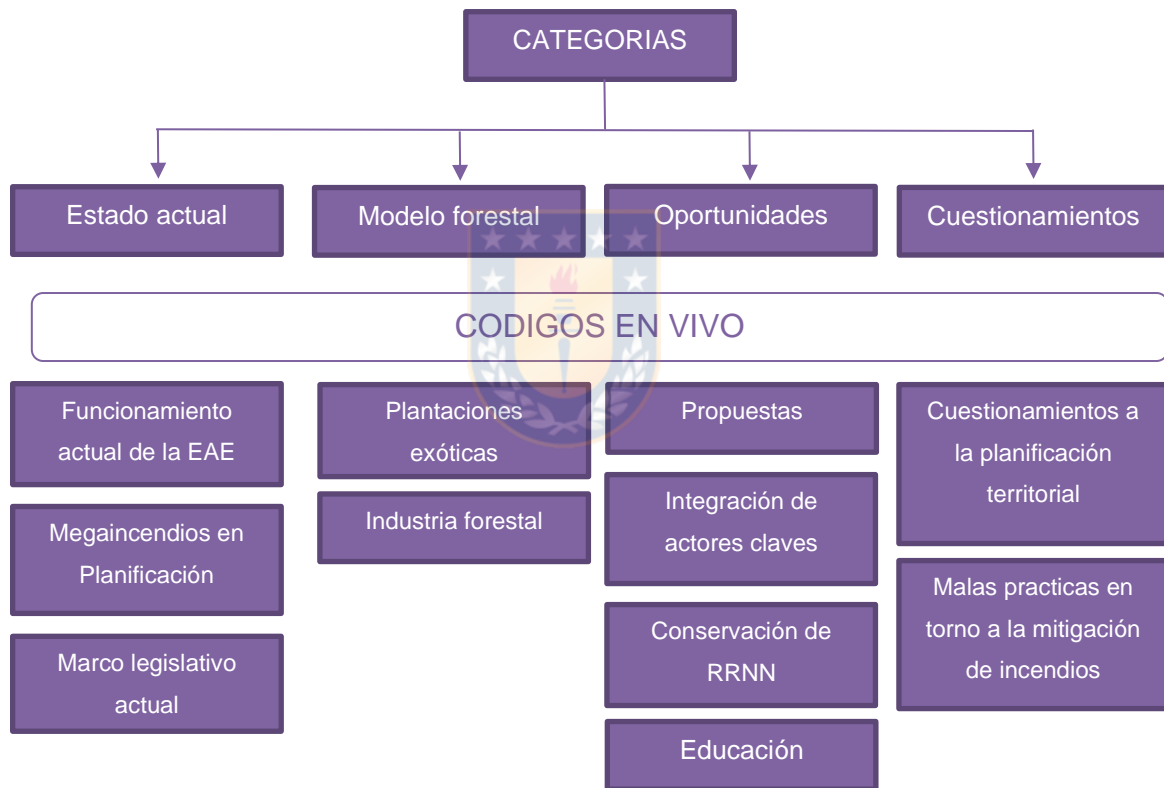 CATEGORIAS
Estado actual
Modelo forestal
Oportunidades
Cuestionamientos
CODIGOS EN VIVO
Funcionamiento
actual de la EAE
Megaincendios en
Planificación
Marco legislativo
actual
Plantaciones
exóticas
Industria forestal
Propuestas
Integración de
actores claves
Conservación de
RRNN
Educación
Cuestionamientos a
la planificación
territorial
Malas practicas en
torno a la mitigación
de incendios